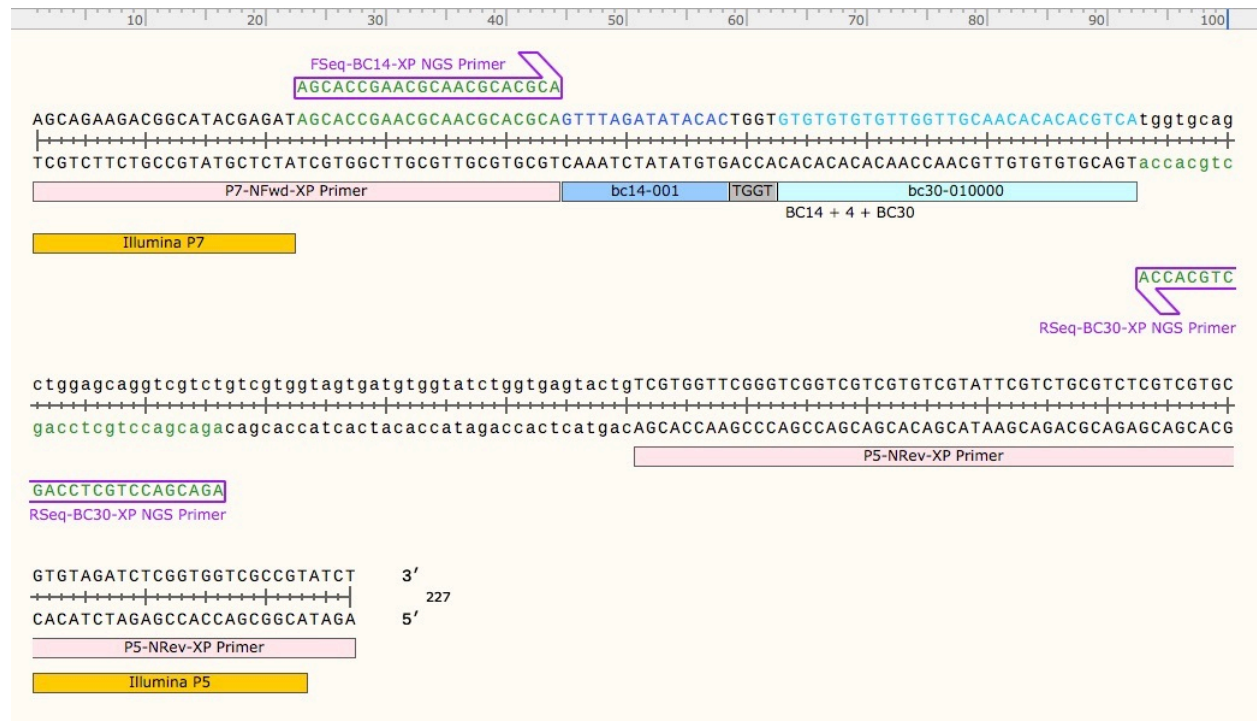 10 20 30 40 50 60 70 80 90 100
FSeq-BC14-XP NGS Primer
AGCACCGAACGCAACGCACGCA
AGCAGAAGACGGCATACGAGATAGCACCGAACGCAACGCACGCAGTTTAGATATACACTGGTGTGTGTGTGTTGGTTGCAACACACACGTCAtggtgcag
TCGTCTTCTGCCGTATGCTCTATCGTGGCTTGCGTTGCGTGCGTCAAATCTATATGTGACCACACACACACACAACCAACGTTGTGTGTGCAGTaccacgtc
P7-NFwd-XP Primer bc14-001 TGGT bc30-010000
BC14 + 4 + BC30
Illumina P7
ACCACGTC
RSeq-BC30-XP NGS Primer
ctggagcaggtcgtctgtcgtggtagtgatgtggtatctggtgagtactgTCGTGGTTCGGGTCGGTCGTCGTGTCGTATTCGTCTGCGTCTCGTCGTGC
gacctcgtccagcagacagcaccatcactacaccatagaccactcatgacAGCACCAAGCCCAGCCAGCAGCACAGCATAAGCAGACGCAGAGCAGCACG
P5-NRev-XP Primer
GACCTCGTCCAGCAGA
RSeq-BC30-XP NGS Primer
GTGTAGATCTCGGTGGTCGCCGTATCT 3′
227
CACATCTAGAGCCACCAGCGGCATAGA 5′
P5-NRev-XP Primer
Illumina P5